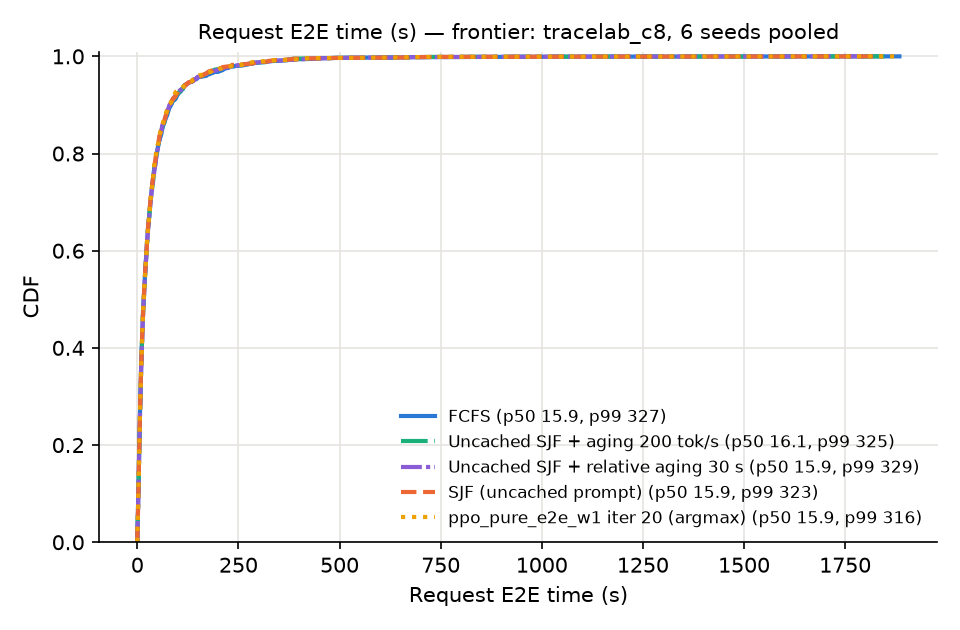 Request E2E time (s) — frontier: tracelab_c8, 6 seeds pooled
CDF
1.0
0.8
0.6
0.4
0.2
0.0
FCFS (p50 15.9, p99 327)
Uncached SJF + aging 200 tok/s (p50 16.1, p99 325)
Uncached SJF + relative aging 30 s (p50 15.9, p99 329)
SJF (uncached prompt) (p50 15.9, p99 323)
ppo_pure_e2e_w1 iter 20 (argmax) (p50 15.9, p99 316)
0 250 500 750 1000 1250 1500 1750
Request E2E time (s)